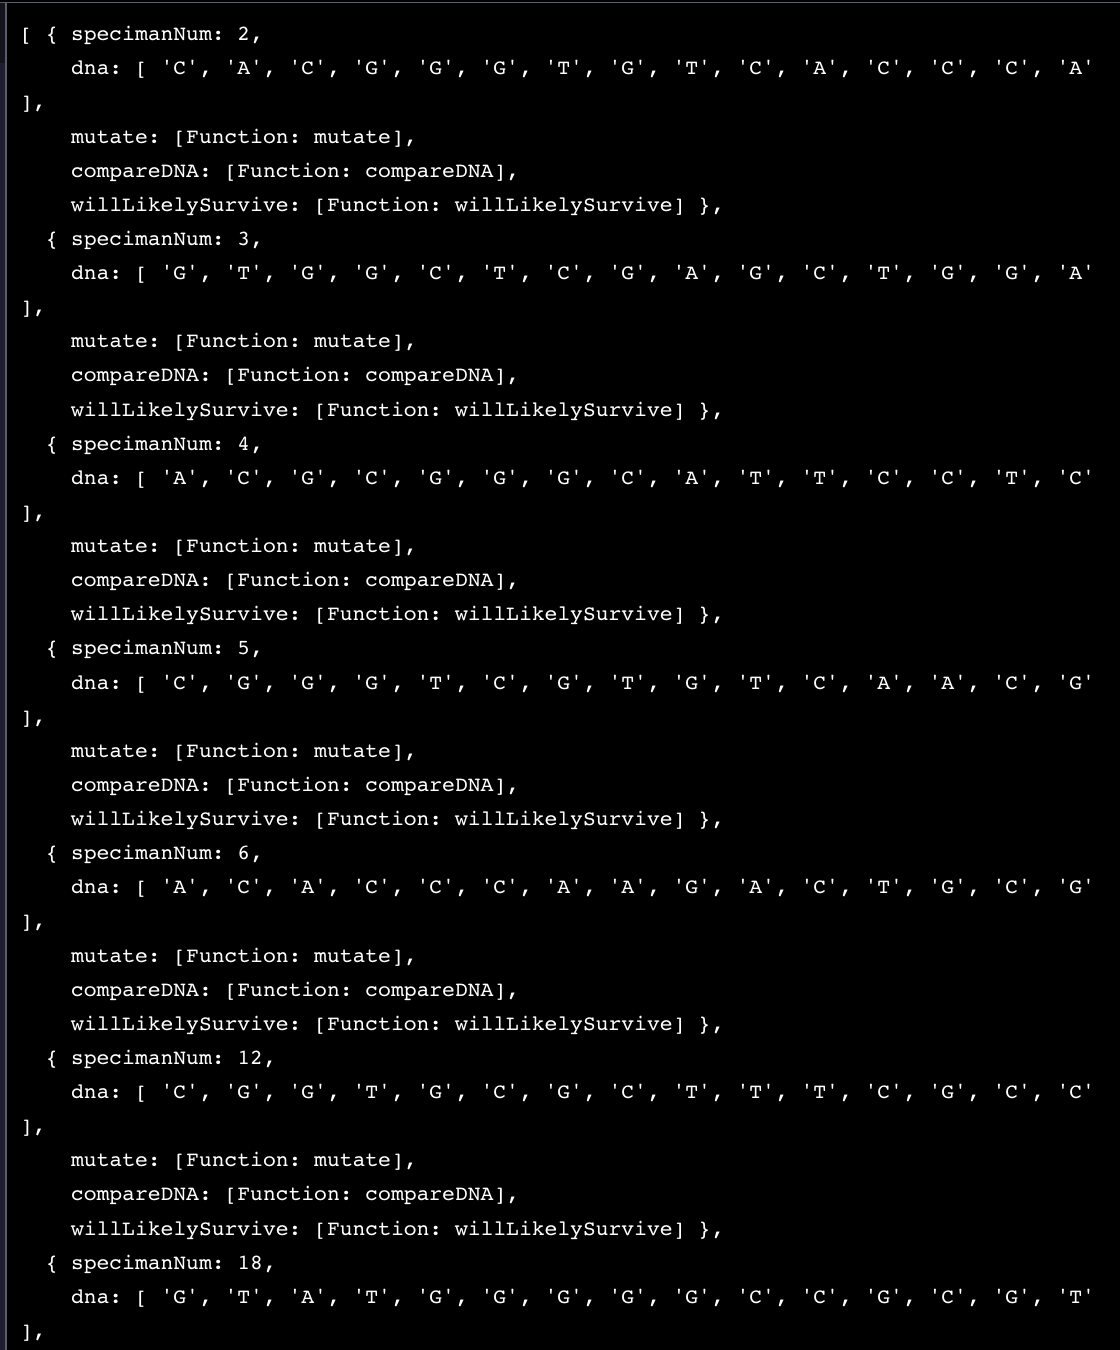 [ { specimanNum: 2,
dna: [ 'C', 'A', 'C', 'G', 'G', 'G', 'T', 'G', 'T', 'C', 'A', 'C', 'C', 'C', 'A'
],
mutate: [Function: mutate],
compareDNA: [Function: compareDNA],
willLikelySurvive: [Function: willLikelySurvive] },
{ specimanNum: 3,
dna: [ 'G', 'T', 'G', 'G', 'C', 'T', 'C', 'G', 'A', 'G', 'C', 'T', 'G', 'G', 'A'
],
mutate: [Function: mutate],
compareDNA: [Function: compareDNA],
willLikelySurvive: [Function: willLikelySurvive] },
{ specimanNum: 4,
dna: [ 'A', 'C', 'G', 'C', 'G', 'G', 'G', 'C', 'A', 'T', 'T', 'C', 'C', 'T', 'C'
],
mutate: [Function: mutate],
compareDNA: [Function: compareDNA],
willLikelySurvive: [Function: willLikelySurvive] },
{ specimanNum: 5,
dna: [ 'C', 'G', 'G', 'G', 'T', 'C', 'G', 'T', 'G', 'T', 'C', 'A', 'A', 'C', 'G'
],
mutate: [Function: mutate],
compareDNA: [Function: compareDNA],
willLikelySurvive: [Function: willLikelySurvive] },
{ specimanNum: 6,
dna: [ 'A', 'C', 'A', 'C', 'C', 'C', 'A', 'A', 'G', 'A', 'C', 'T', 'G', 'C', 'G'
],
mutate: [Function: mutate],
compareDNA: [Function: compareDNA],
willLikelySurvive: [Function: willLikelySurvive] },
{ specimanNum: 12,
dna: [ 'C', 'G', 'G', 'T', 'G', 'C', 'G', 'C', 'T', 'T', 'T', 'C', 'G', 'C', 'C'
],
mutate: [Function: mutate],
compareDNA: [Function: compareDNA],
willLikelySurvive: [Function: willLikelySurvive] },
{ specimanNum: 18,
dna: [ 'G', 'T', 'A', 'T', 'G', 'G', 'G', 'G', 'G', 'C', 'C', 'G', 'C', 'G', 'T'
],